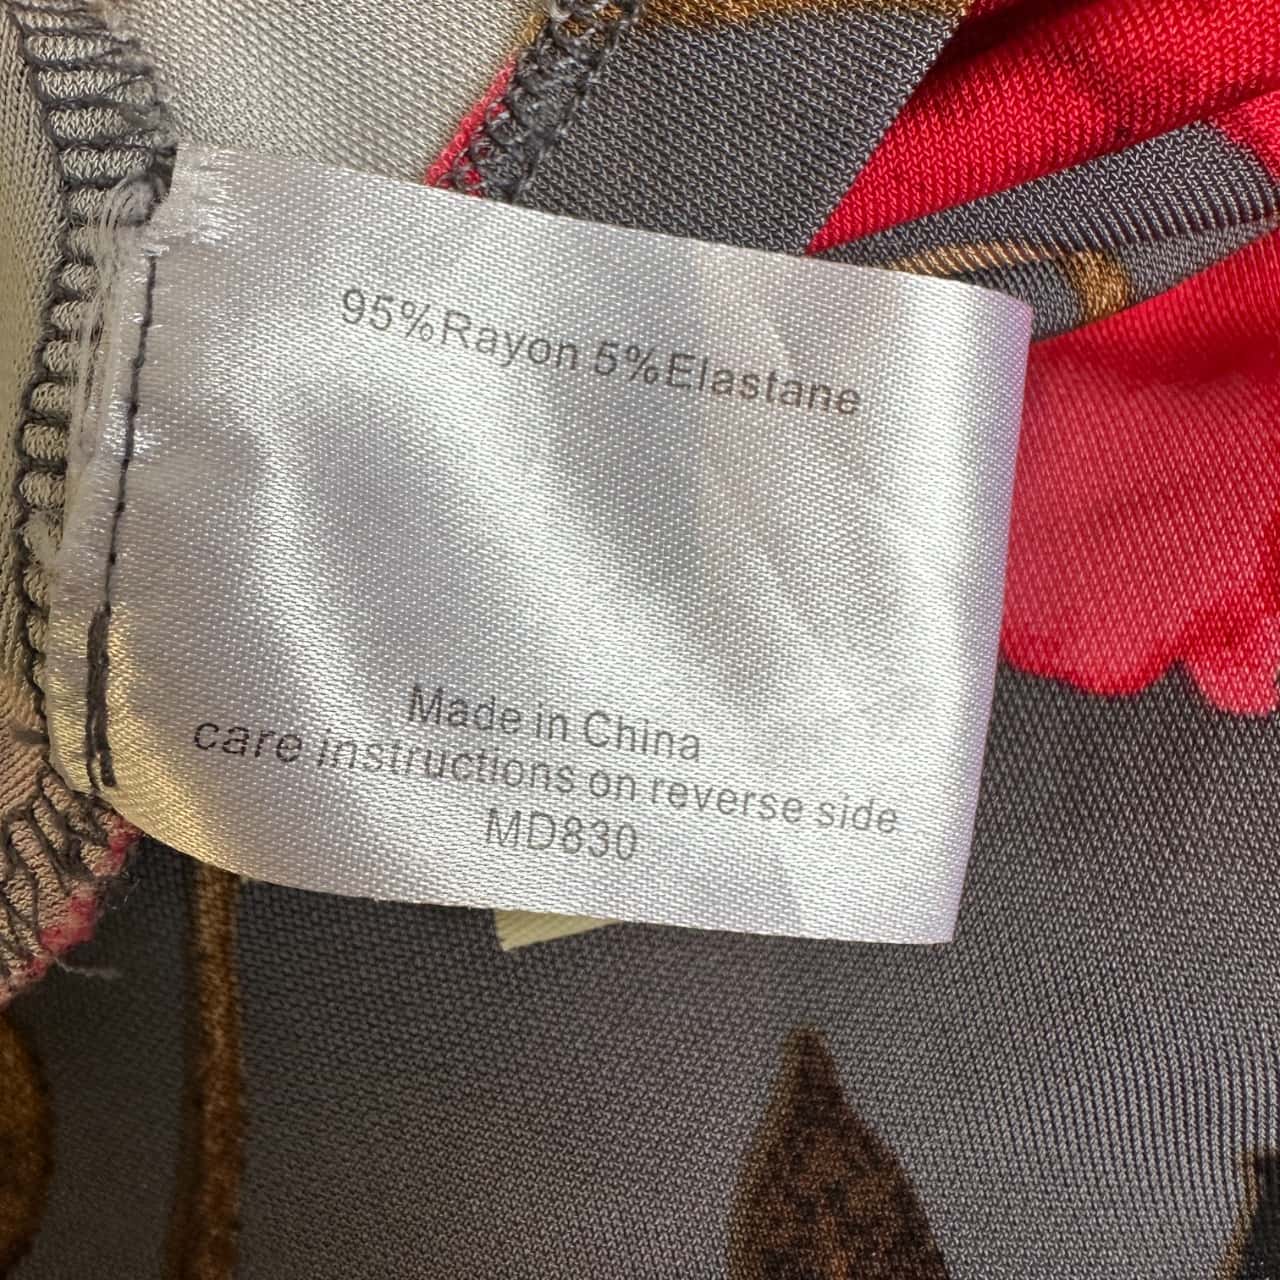 95%Rayon 5%Elastane
Made in China
care instructions on reverse side
MD830